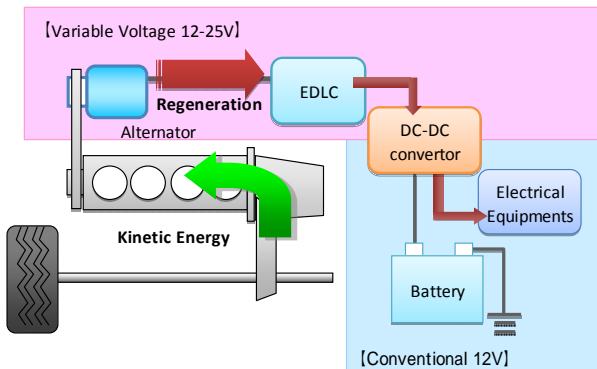 【Variable Voltage 12-25V】
EDLC
Regeneration
Alternator
DC-DC
convertor
Electrical
Equipments
Kinetic Energy
Battery
【Conventional 12V】